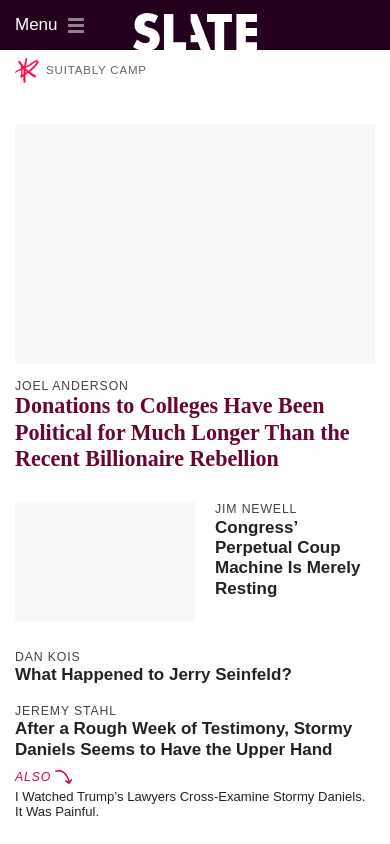 Menu
SLATE
SUITABLY CAMP
JOEL ANDERSON
Donations to Colleges Have Been
Political for Much Longer Than the
Recent Billionaire Rebellion
JIM NEWELL
Congress’
Perpetual Coup
Machine Is Merely
Resting
DAN KOIS
What Happened to Jerry Seinfeld?
JEREMY STAHL
After a Rough Week of Testimony, Stormy
Daniels Seems to Have the Upper Hand
ALSO
I Watched Trump’s Lawyers Cross-Examine Stormy Daniels.
It Was Painful.